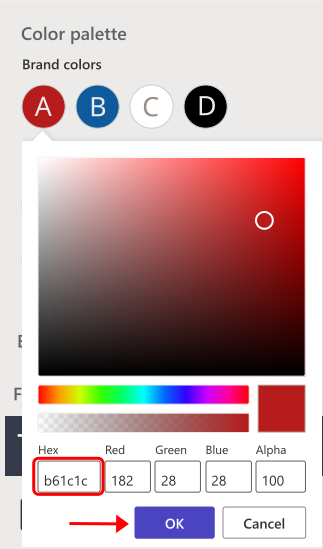 Color palette
Brand colors
A B C D
Hex Red Green Blue Alpha
b61c1c 182 28 28 100
OK Cancel